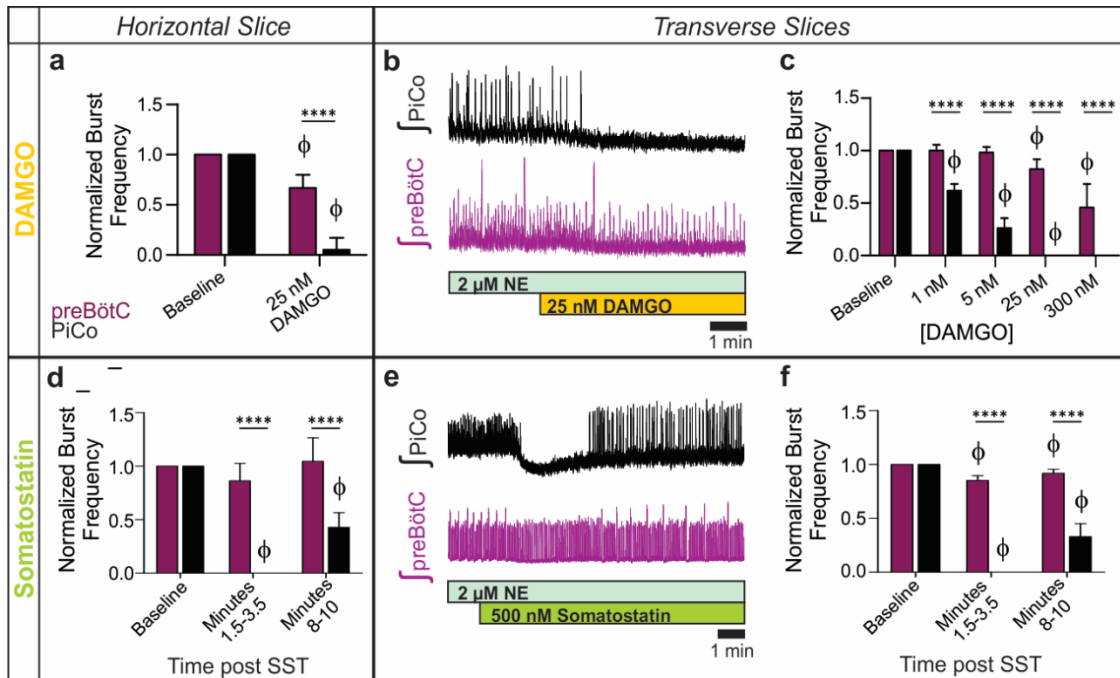 Horizontal Slice
Transverse Slices
DAMGO
a
Normalized Burst
Frequency
1.5
1.0
0.5
0.0
ϕ
****
ϕ
Baseline
25 nM
DAMGO
preBötC
PiCo
b
∫PiCo
∫preBötC
2 µM NE
25 nM DAMGO
1 min
c
Normalized Burst
Frequency
1.5
1.0
0.5
0.0
**** **** **** ****
ϕ ϕ ϕ ϕ
Baseline
1 nM
5 nM
25 nM
300 nM
[DAMGO]
Somatostatin
d
Normalized Burst
Frequency
1.5
1.0
0.5
0.0
**** ****
ϕ ϕ
Baseline
Minutes
1.5-3.5
Minutes
8-10
Time post SST
e
∫PiCo
∫preBötC
2 µM NE
500 nM Somatostatin
1 min
f
Normalized Burst
Frequency
1.5
1.0
0.5
0.0
**** ****
ϕ ϕ ϕ ϕ
Baseline
Minutes
1.5-3.5
Minutes
8-10
Time post SST